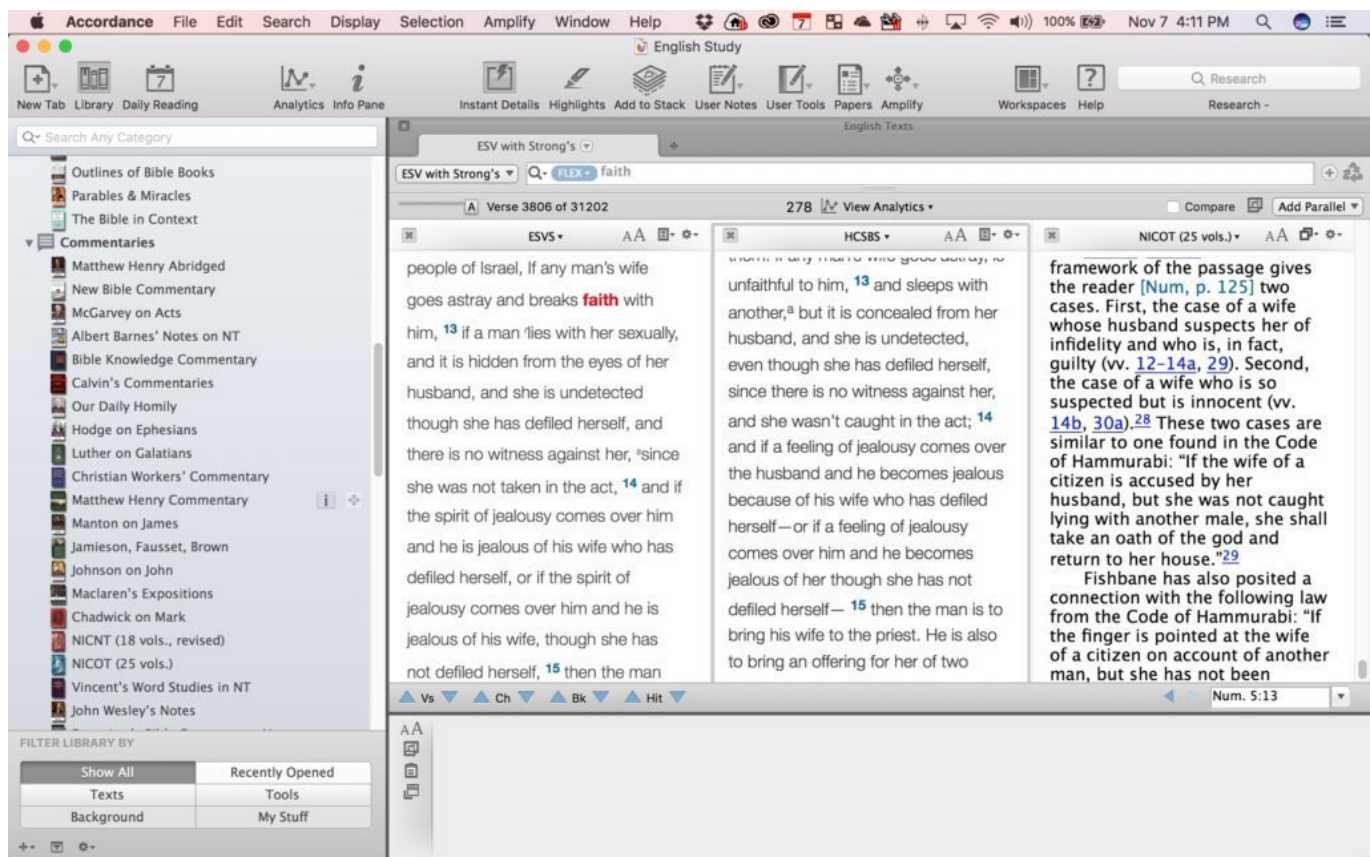 Accordance File Edit Search Display Selection Amplify Window Help 7 100% Nov 7 4:11 PM
English Study
7
New Tab Library Daily Reading Analytics Info Pane Instant Details Highlights Add to Stack User Notes User Tools Papers Amplify Workspaces Help Research
Research
Search Any Category
Outlines of Bible Books
Parables & Miracles
The Bible in Context
Commentaries
Matthew Henry Abridged
New Bible Commentary
McGarvey on Acts
Albert Barnes' Notes on NT
Bible Knowledge Commentary
Calvin's Commentaries
Our Daily Homily
Hodge on Ephesians
Luther on Galatians
Christian Workers' Commentary
Matthew Henry Commentary i
Manton on James
Jamieson, Fausset, Brown
Johnson on John
Maclaren's Expositions
Chadwick on Mark
NICNT (18 vols., revised)
NICOT (25 vols.)
Vincent's Word Studies in NT
John Wesley's Notes
FILTER LIBRARY BY
Show All Recently Opened
Texts Tools
Background My Stuff
English Texts
ESV with Strong's +
ESV with Strong's FLEX faith
A Verse 3806 of 31202 278 View Analytics Compare Add Parallel
ESVS AA
people of Israel, If any man's wife
goes astray and breaks faith with
him, 13 if a man rlies with her sexually,
and it is hidden from the eyes of her
husband, and she is undetected
though she has defiled herself, and
there is no witness against her, ssince
she was not taken in the act, 14 and if
the spirit of jealousy comes over him
and he is jealous of his wife who has
defiled herself, or if the spirit of
jealousy comes over him and he is
jealous of his wife, though she has
not defiled herself, 15 then the man
HCSBS AA
unfaithful to him, 13 and sleeps with
another,a but it is concealed from her
husband, and she is undetected,
even though she has defiled herself,
since there is no witness against her,
and she wasn't caught in the act; 14
and if a feeling of jealousy comes over
the husband and he becomes jealous
because of his wife who has defiled
herself—or if a feeling of jealousy
comes over him and he becomes
jealous of her though she has not
defiled herself— 15 then the man is to
bring his wife to the priest. He is also
to bring an offering for her of two
NICOT (25 vols.) AA
framework of the passage gives
the reader [Num, p. 125] two
cases. First, the case of a wife
whose husband suspects her of
infidelity and who is, in fact,
guilty (vv. 12–14a, 29). Second,
the case of a wife who is so
suspected but is innocent (vv.
14b, 30a).28 These two cases are
similar to one found in the Code
of Hammurabi: “If the wife of a
citizen is accused by her
husband, but she was not caught
lying with another male, she shall
take an oath of the god and
return to her house.”29
Fishbane has also posited a
connection with the following law
from the Code of Hammurabi: “If
the finger is pointed at the wife
of a citizen on account of another
man, but she has not been
Vs Ch Bk Hit Num. 5:13
AA